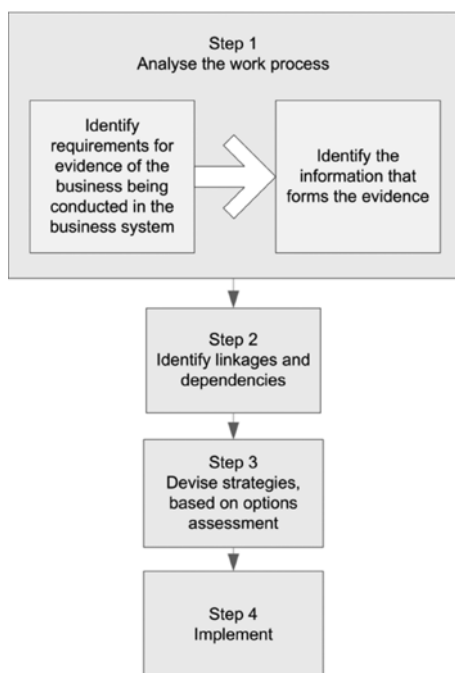 Step 1
Analyse the work process
Identify
requirements for
evidence of the
business being
conducted in the
business system
Identify the
information that
forms the evidence
Step 2
Identify linkages and
dependencies
Step 3
Devise strategies,
based on options
assessment
Step 4
Implement